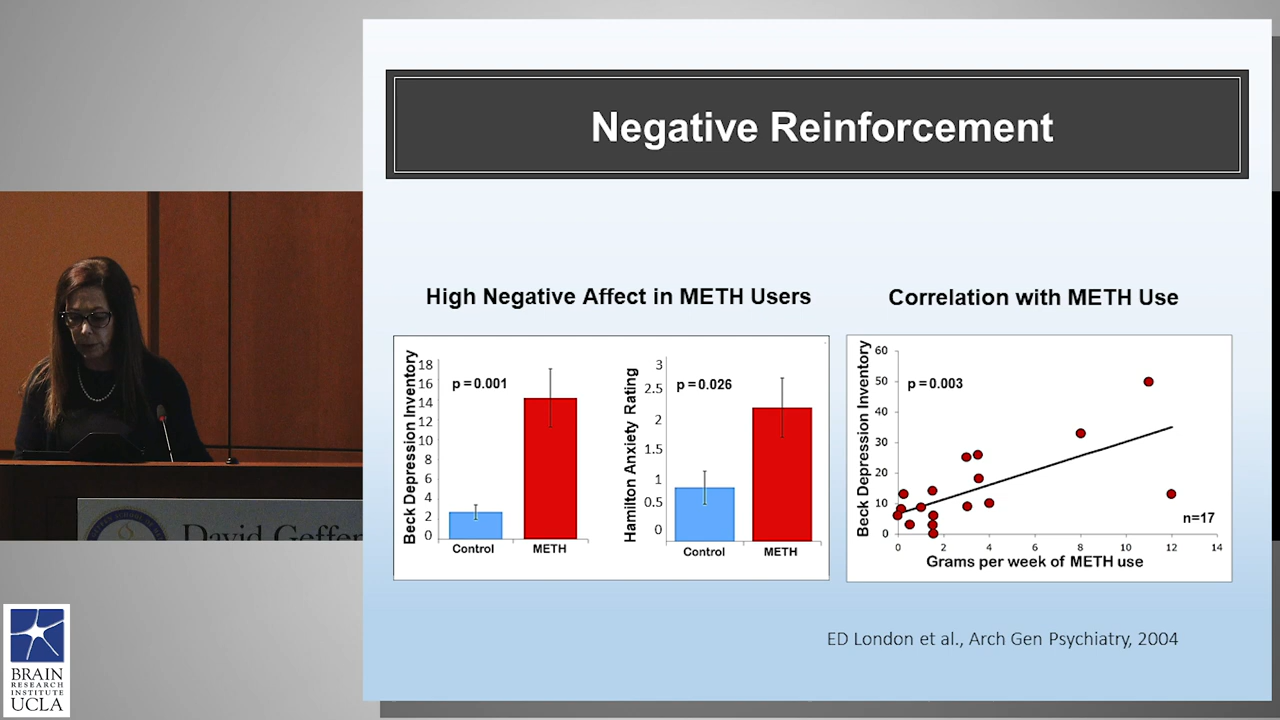 Negative Reinforcement
High Negative Affect in METH Users
Correlation with METH Use
Beck Depression Inventory
18
16
14
12
10
8
6
4
2
0
p = 0.001
Control
METH
Hamilton Anxiety Rating
3
2.5
2
1.5
1
0.5
0
p = 0.026
Control
METH
Beck Depression Inventory
60
50
40
30
20
10
0
p = 0.003
n=17
0 2 4 6 8 10 12 14
Grams per week of METH use
ED London et al., Arch Gen Psychiatry, 2004
David Geffen
BRAIN
RESEARCH
INSTITUTE
UCLA